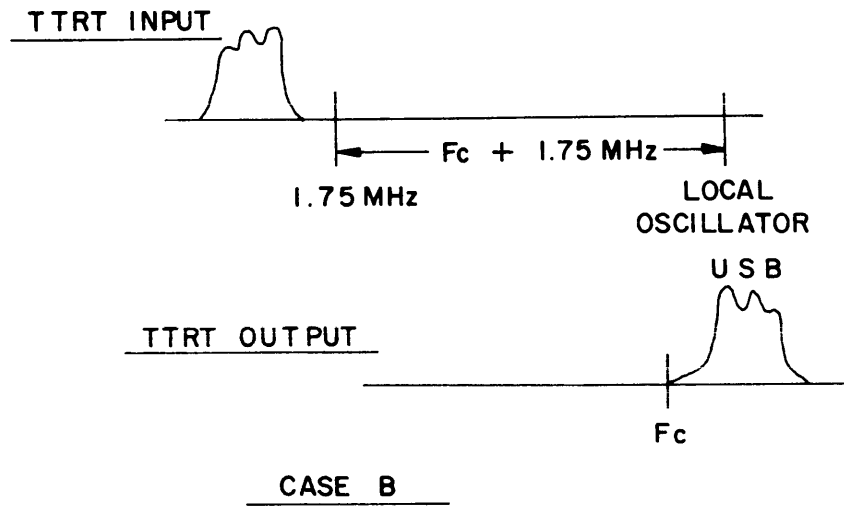 TTRT INPUT
Fc + 1.75 MHz
1.75 MHz
LOCAL
OSCILLATOR
USB
TTRT OUTPUT
Fc
CASE B